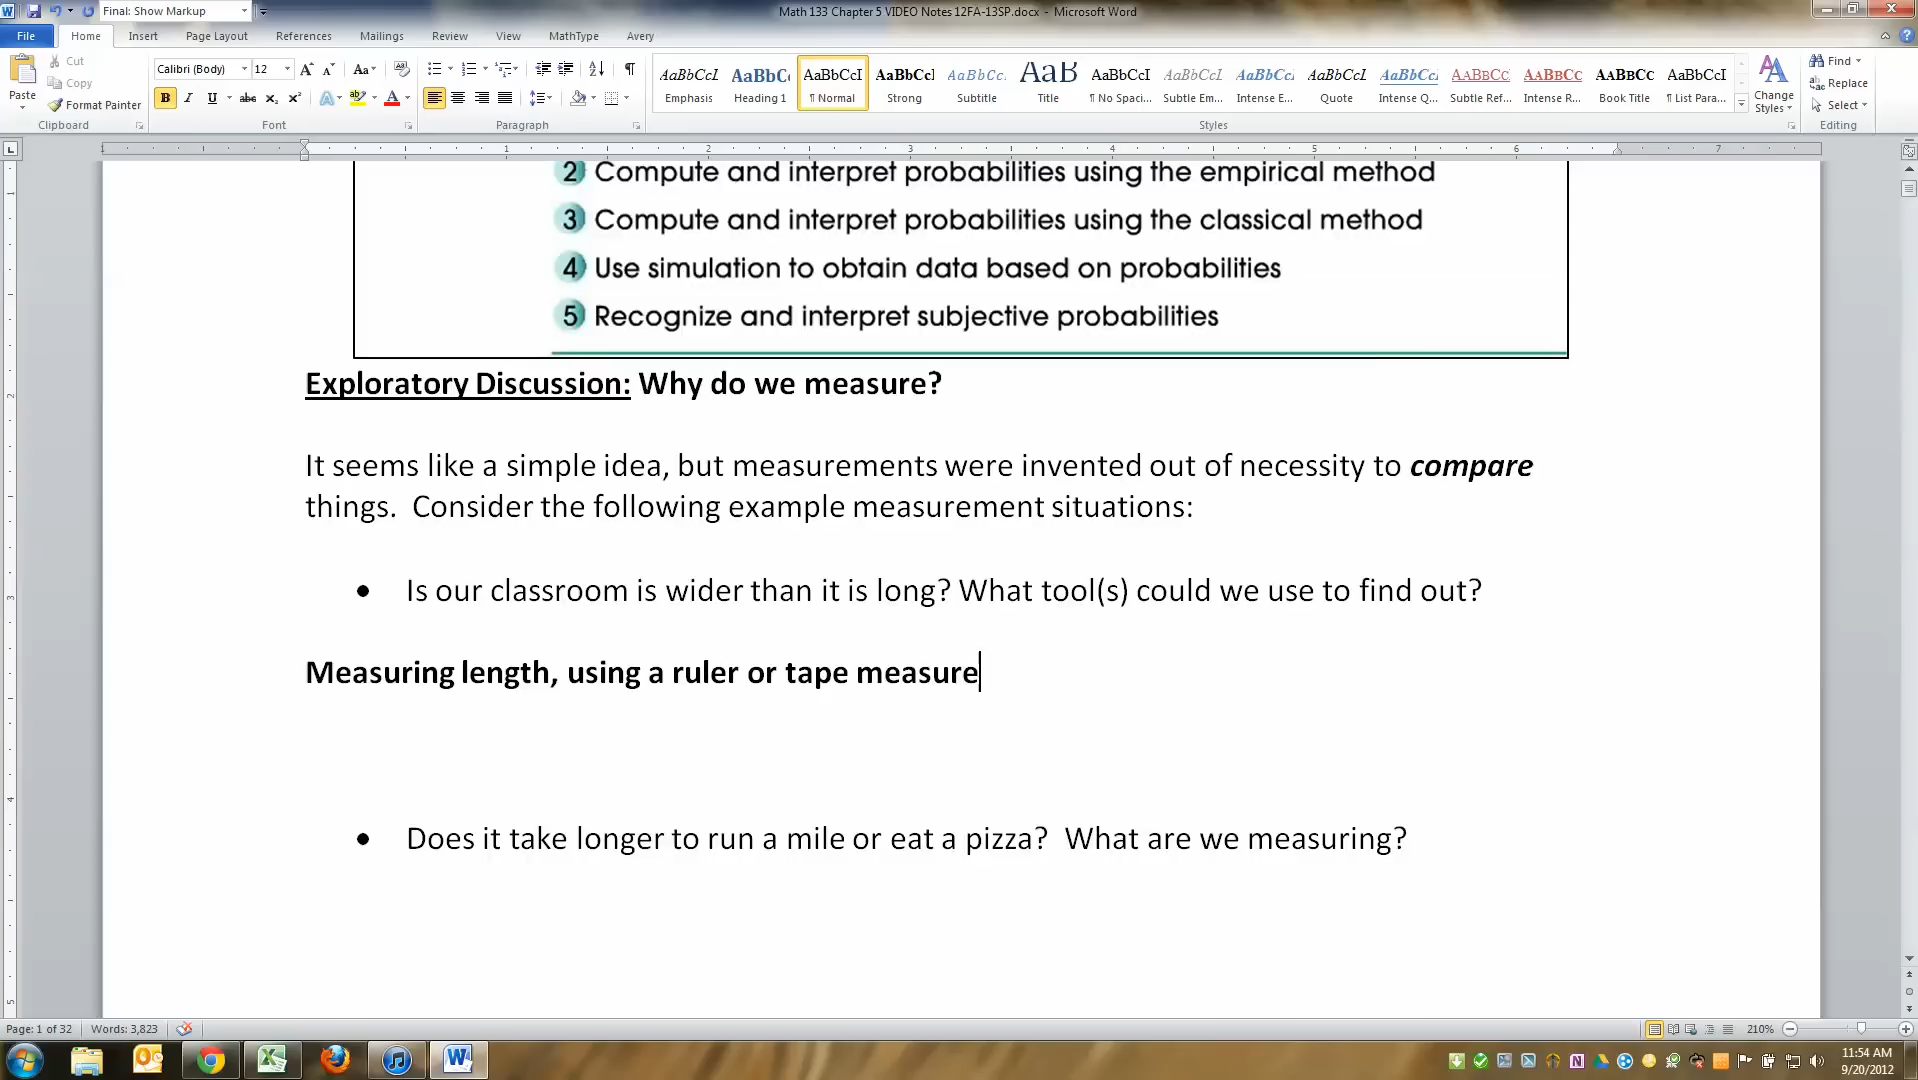 Final: Show Markup
Math 133 Chapter 5 VIDEO Notes 12FA-13SP.docx - Microsoft Word
File Home Insert Page Layout References Mailings Review View MathType Avery
Paste
Cut
Copy
Format Painter
Clipboard
Calibri (Body) 12
Font
Paragraph
AaBbCcI AaBbC AaBbCcI AaBbCcI AaBbCc. AaB AaBbCcI AaBbCcI AaBbCcI AaBbCcI AaBbCcI AABBCC AABBCC AABBCC AaBbCcI
Emphasis Heading 1 ¶ Normal Strong Subtitle Title ¶ No Spaci... Subtle Em... Intense E... Quote Intense Q... Subtle Ref... Intense R... Book Title ¶ List Para...
Styles
Change Styles
Find
Replace
Select
Editing
2 Compute and interpret probabilities using the empirical method
3 Compute and interpret probabilities using the classical method
4 Use simulation to obtain data based on probabilities
5 Recognize and interpret subjective probabilities
Exploratory Discussion: Why do we measure?
It seems like a simple idea, but measurements were invented out of necessity to compare
things.  Consider the following example measurement situations:
• Is our classroom is wider than it is long? What tool(s) could we use to find out?
Measuring length, using a ruler or tape measure
• Does it take longer to run a mile or eat a pizza?  What are we measuring?
Page: 1 of 32 Words: 3,823
210%
11:54 AM
9/20/2012